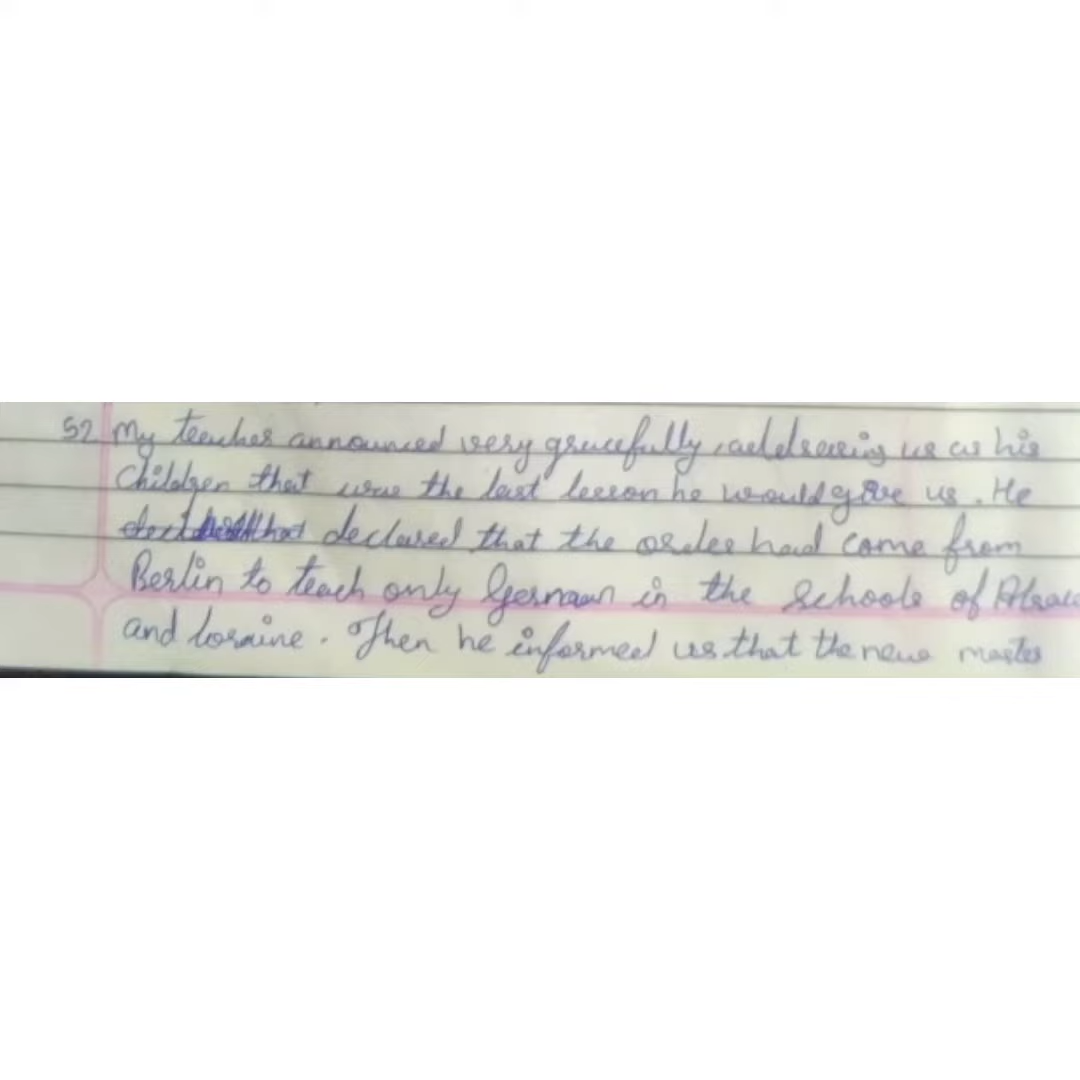 52 My teacher announced very gracefully, addressing us as his
Children that was the last lesson he would give us. He
declared that the order had come from
Berlin to teach only German in the schools of Alsac
and Loraine. Then he informed us that the new master